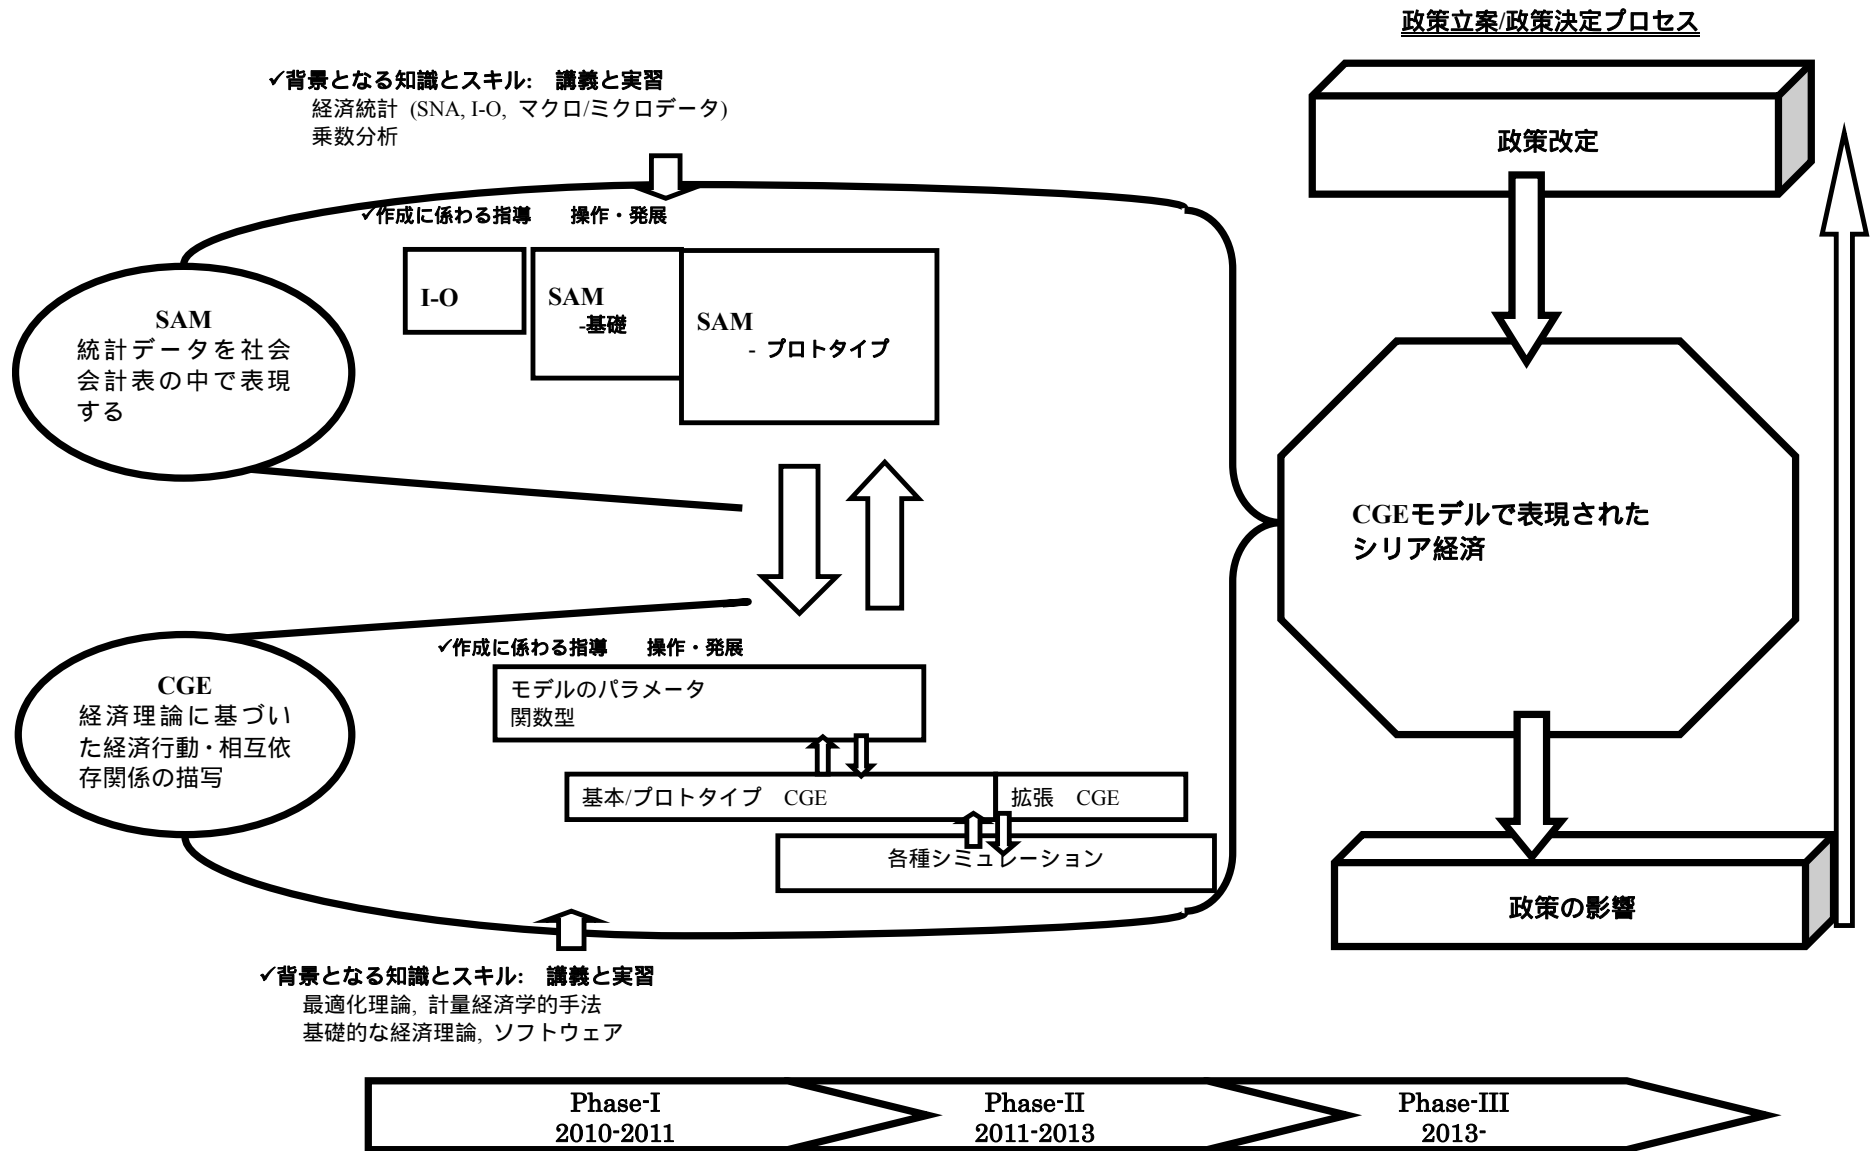 政策立案/政策決定プロセス
✓背景となる知識とスキル:　講義と実習
経済統計 (SNA, I-O, マクロ/ミクロデータ)
乗数分析
政策改定
✓作成に係わる指導　　操作・発展
I-O
SAM
-基礎
SAM
- プロトタイプ
SAM
統計データを社会
会計表の中で表現
する
CGEモデルで表現された
シリア経済
✓作成に係わる指導　　操作・発展
モデルのパラメータ
関数型
CGE
経済理論に基づい
た経済行動・相互依
存関係の描写
基本/プロトタイプ　CGE
拡張　CGE
各種シミュレーション
政策の影響
✓背景となる知識とスキル:　講義と実習
最適化理論, 計量経済学的手法
基礎的な経済理論, ソフトウェア
Phase-I
2010-2011
Phase-II
2011-2013
Phase-III
2013-